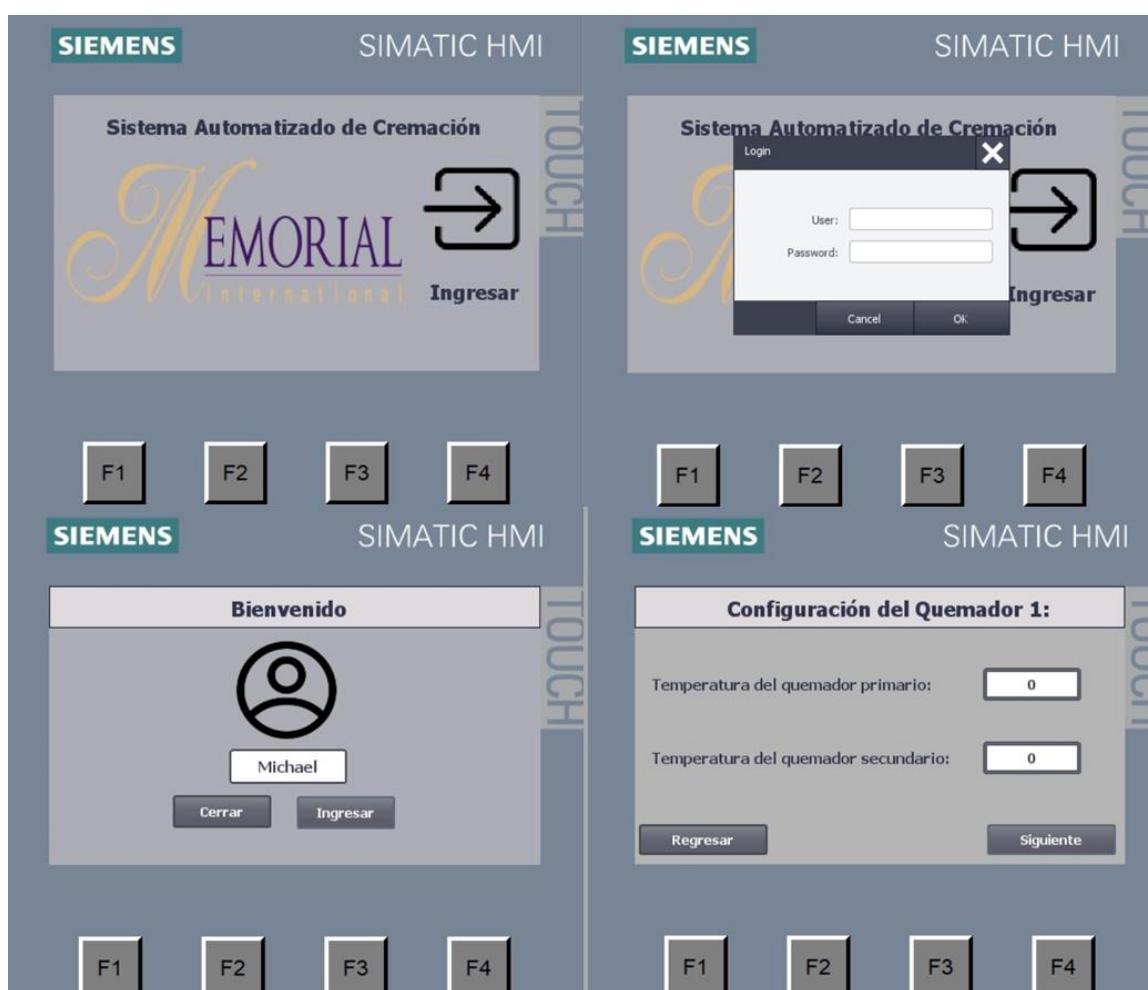 SIEMENS SIMATIC HMI
TOUCH
Sistema Automatizado de Cremación
MEMORIAL
International
Ingresar
F1 F2 F3 F4
SIEMENS SIMATIC HMI
TOUCH
Sistema Automatizado de Cremación
Login
User:
Password:
Cancel OK
Ingresar
F1 F2 F3 F4
SIEMENS SIMATIC HMI
TOUCH
Bienvenido
Michael
Cerrar Ingresar
F1 F2 F3 F4
SIEMENS SIMATIC HMI
TOUCH
Configuración del Quemador 1:
Temperatura del quemador primario: 0
Temperatura del quemador secundario: 0
Regresar Siguiente
F1 F2 F3 F4